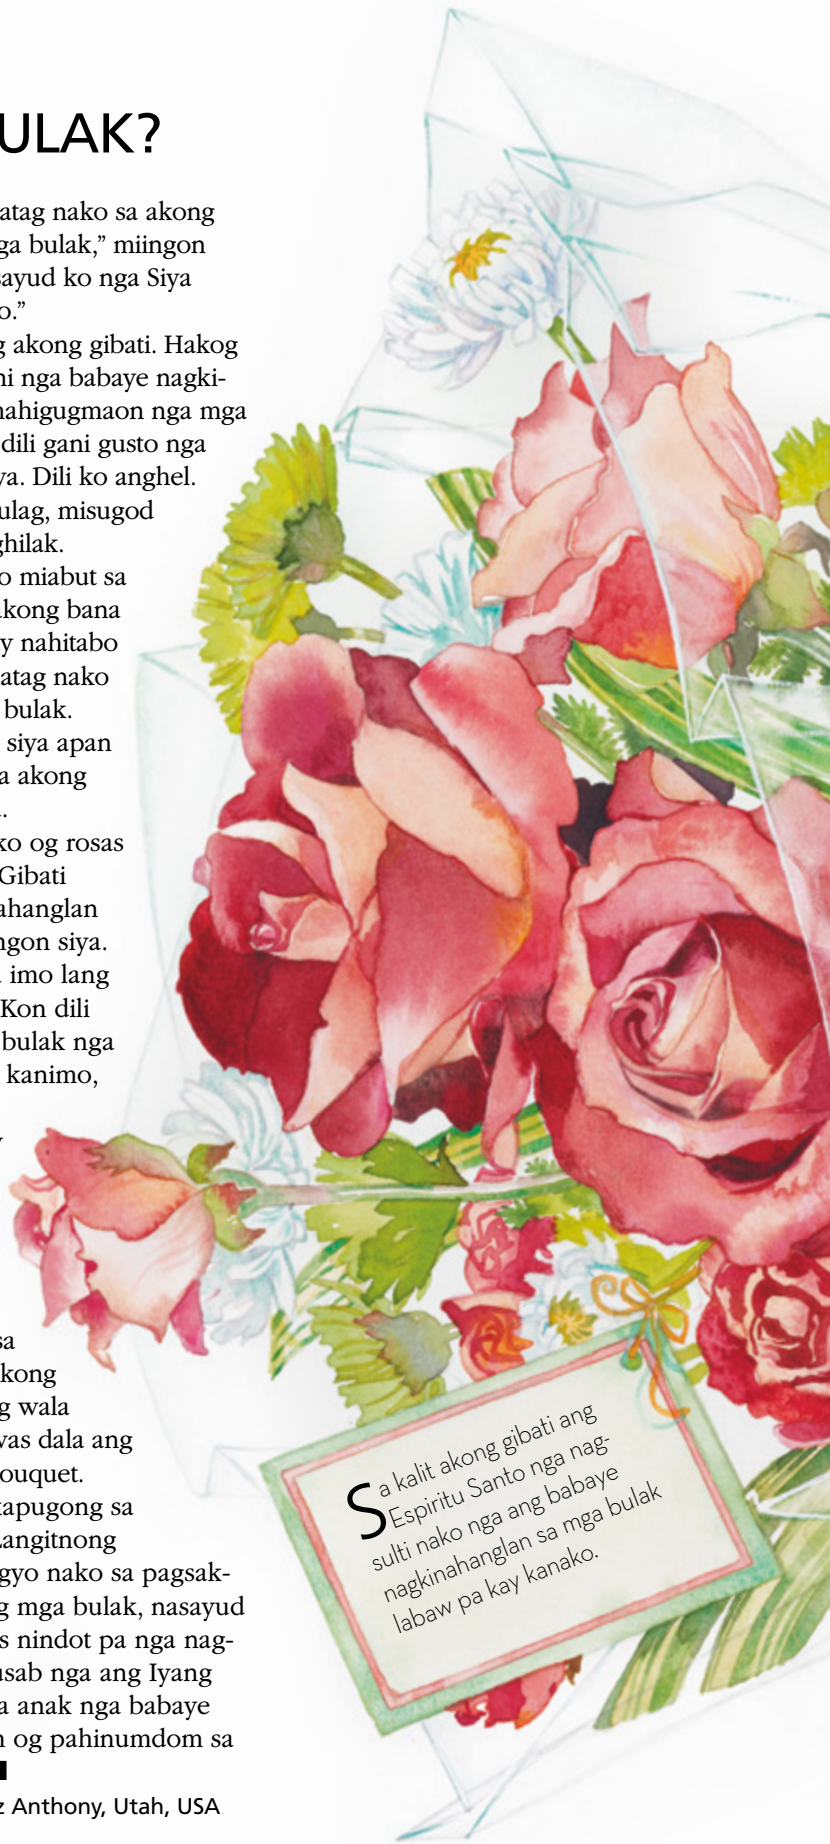 ULAK?
atag nako sa akong
ga bulak,” miingon
sayud ko nga Siya
o.”
g akong gibati. Hakog
ni nga babaye nagki-
nahigugmaon nga mga
dili gani gusto nga
ya. Dili ko anghel.
ulag, misugod
ghilak.
o miabut sa
akong bana
y nahitabo
atag nako
bulak.
siya apan
a akong
.
ko og rosas
Gibati
ahanglan
ngon siya.
imo lang
Kon dili
bulak nga
kanimo,
sa
kong
g wala
was dala ang
ouquet.
kapugong sa
Langitnong
gyo nako sa pagsak-
g mga bulak, nasayud
s nindot pa nga nag-
usab nga ang Iyang
a anak nga babaye
n og pahinumdom sa
z Anthony, Utah, USA
Sa kalit akong gibati ang
Espiritu Santo nga nag-
sulti nako nga ang babaye
nagkinahanglan sa mga bulak
labaw pa kay kanako.